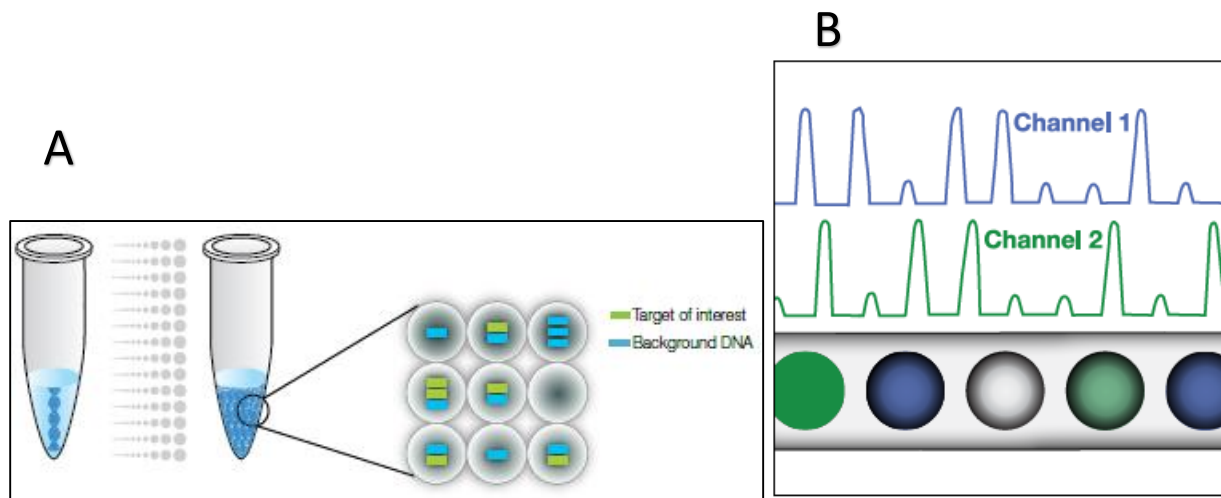 A
Target of interest
Background DNA
B
Channel 1
Channel 2